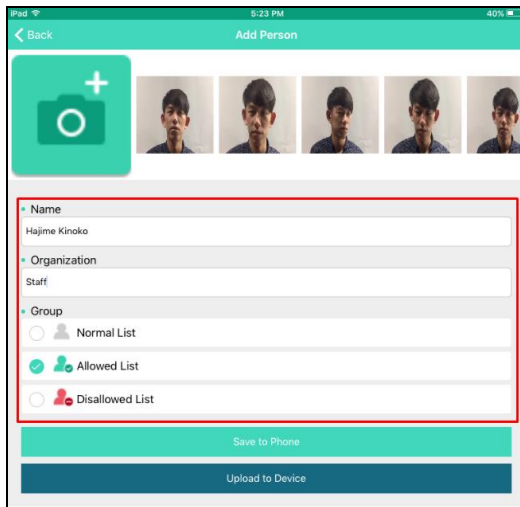 iPad 5:23 PM 40%
Back Add Person
Name
Hajime Kinoko
Organization
Staff
Group
Normal List
Allowed List
Disallowed List
Save to Phone
Upload to Device